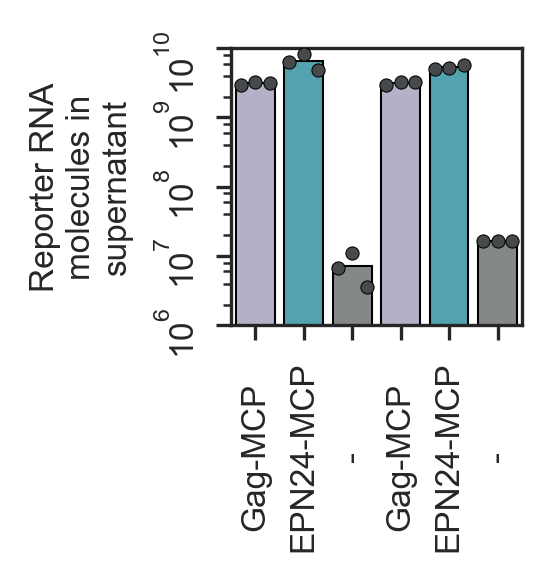 Reporter RNA
molecules in
supernatant
10^10
10^9
10^8
10^7
10^6
Gag-MCP
EPN24-MCP
-
Gag-MCP
EPN24-MCP
-